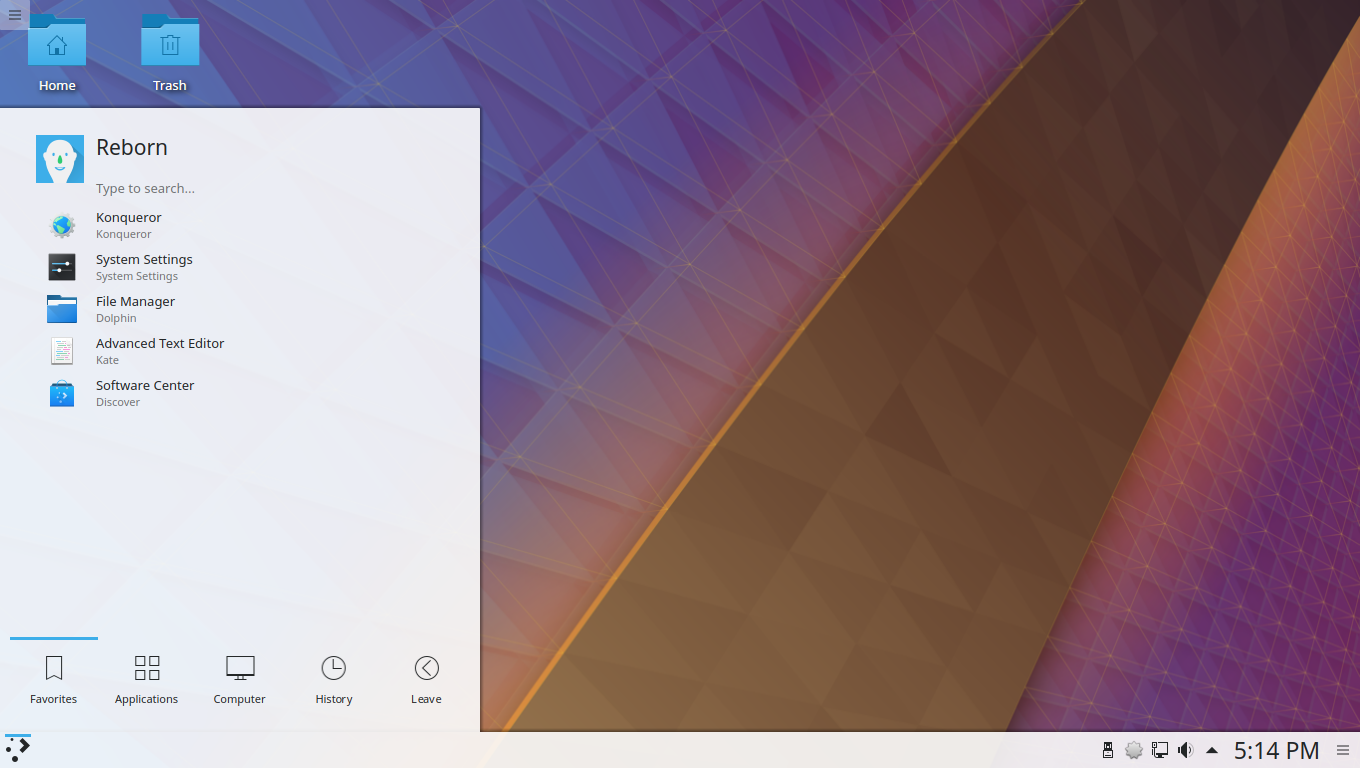 Home
Trash
Reborn
Type to search...
Konqueror
Konqueror
System Settings
System Settings
File Manager
Dolphin
Advanced Text Editor
Kate
Software Center
Discover
Favorites
Applications
Computer
History
Leave
5:14 PM